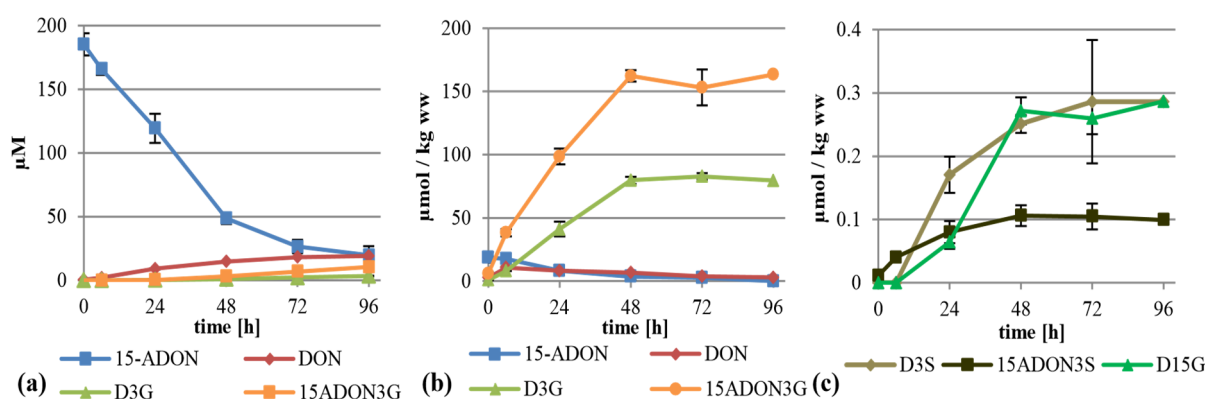 200
150
100
50
0
µM
0 24 48 72 96
time [h]
15-ADON DON
D3G 15ADON3G
(a)
200
150
100
50
0
µmol / kg ww
0 24 48 72 96
time [h]
15-ADON DON
D3G 15ADON3G
(b)
0.4
0.3
0.2
0.1
0
µmol / kg ww
0 24 48 72 96
time [h]
D3S 15ADON3S D15G
(c)